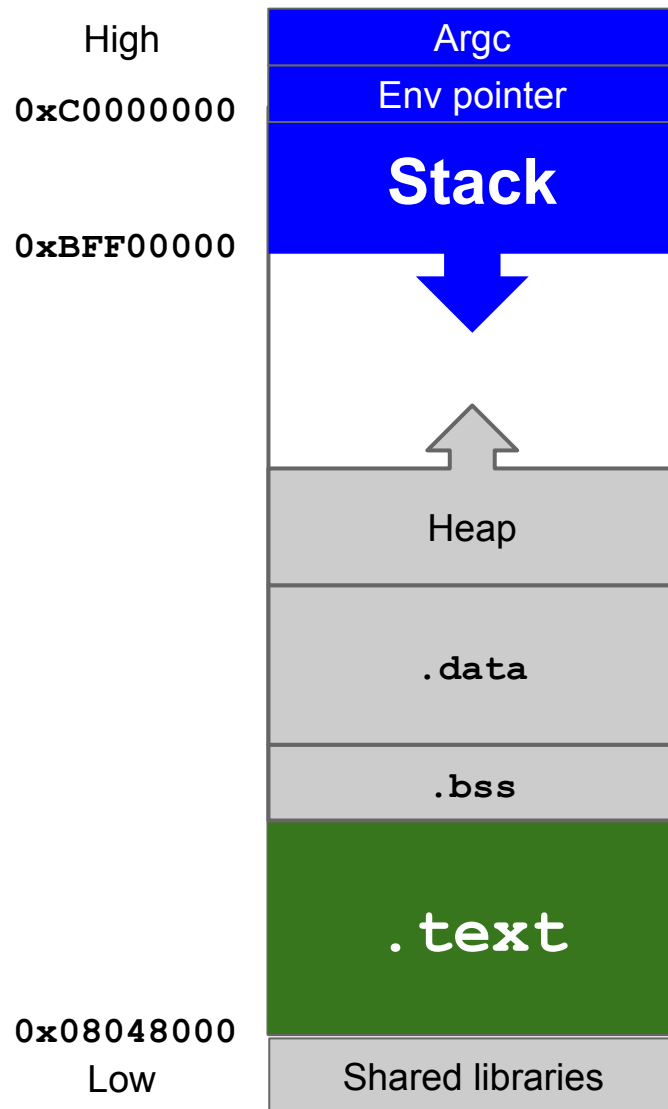 High
Argc
0xC0000000
Env pointer
Stack
0xBFF00000
Heap
.data
.bss
.text
0x08048000
Low
Shared libraries